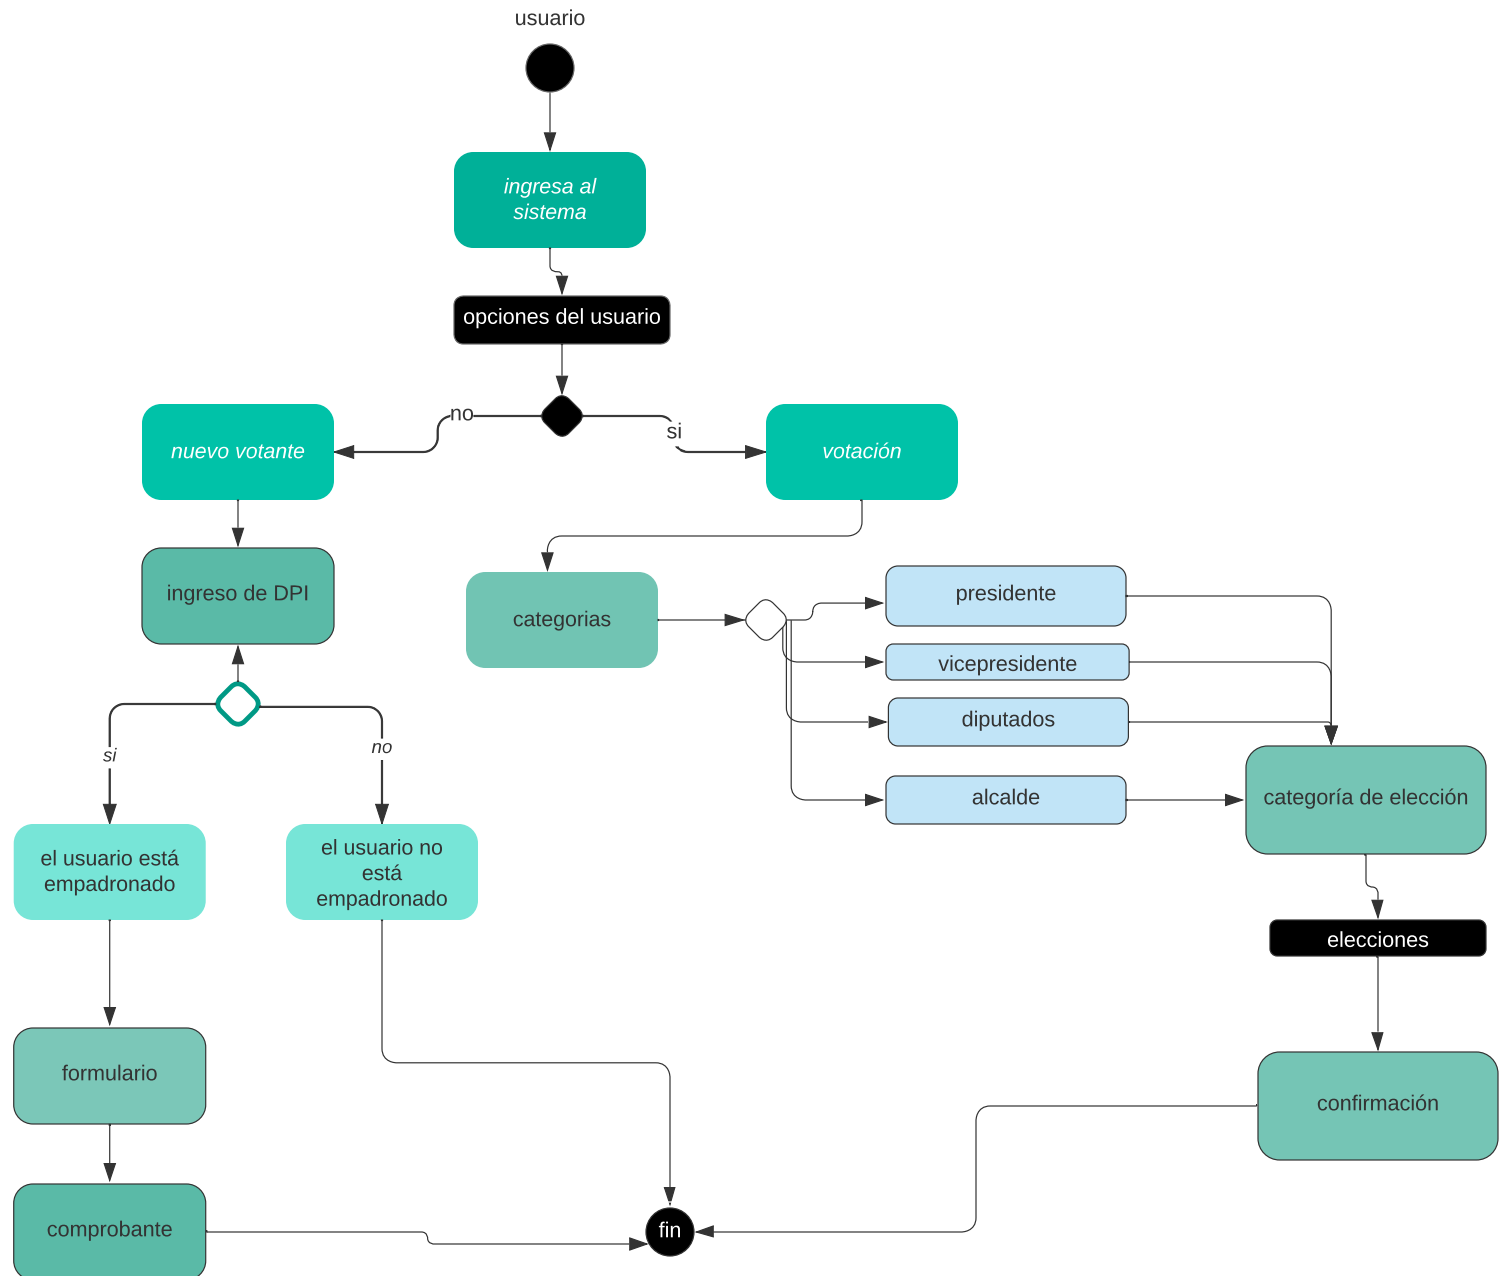 usuario
ingresa al
sistema
opciones del usuario
no
si
nuevo votante
votación
ingreso de DPI
categorias
presidente
vicepresidente
diputados
alcalde
categoría de elección
si
no
el usuario está
empadronado
el usuario no
está
empadronado
elecciones
formulario
confirmación
comprobante
fin